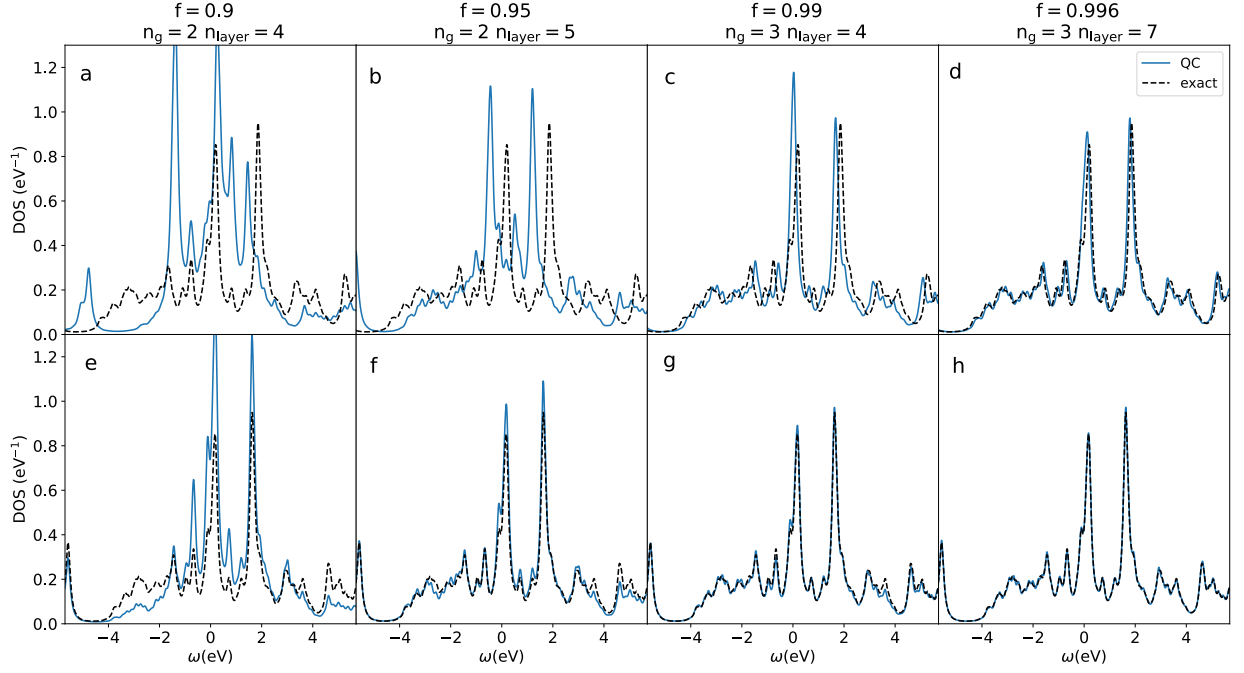 f = 0.9
n_g = 2 n_layer = 4
f = 0.95
n_g = 2 n_layer = 5
f = 0.99
n_g = 3 n_layer = 4
f = 0.996
n_g = 3 n_layer = 7
a
b
c
d
QC
exact
DOS (eV⁻¹)
1.2
1.0
0.8
0.6
0.4
0.2
0.0
e
f
g
h
DOS (eV⁻¹)
1.2
1.0
0.8
0.6
0.4
0.2
0.0
−4 −2 0 2 4
−4 −2 0 2 4
−4 −2 0 2 4
−4 −2 0 2 4
ω(eV)
ω(eV)
ω(eV)
ω(eV)